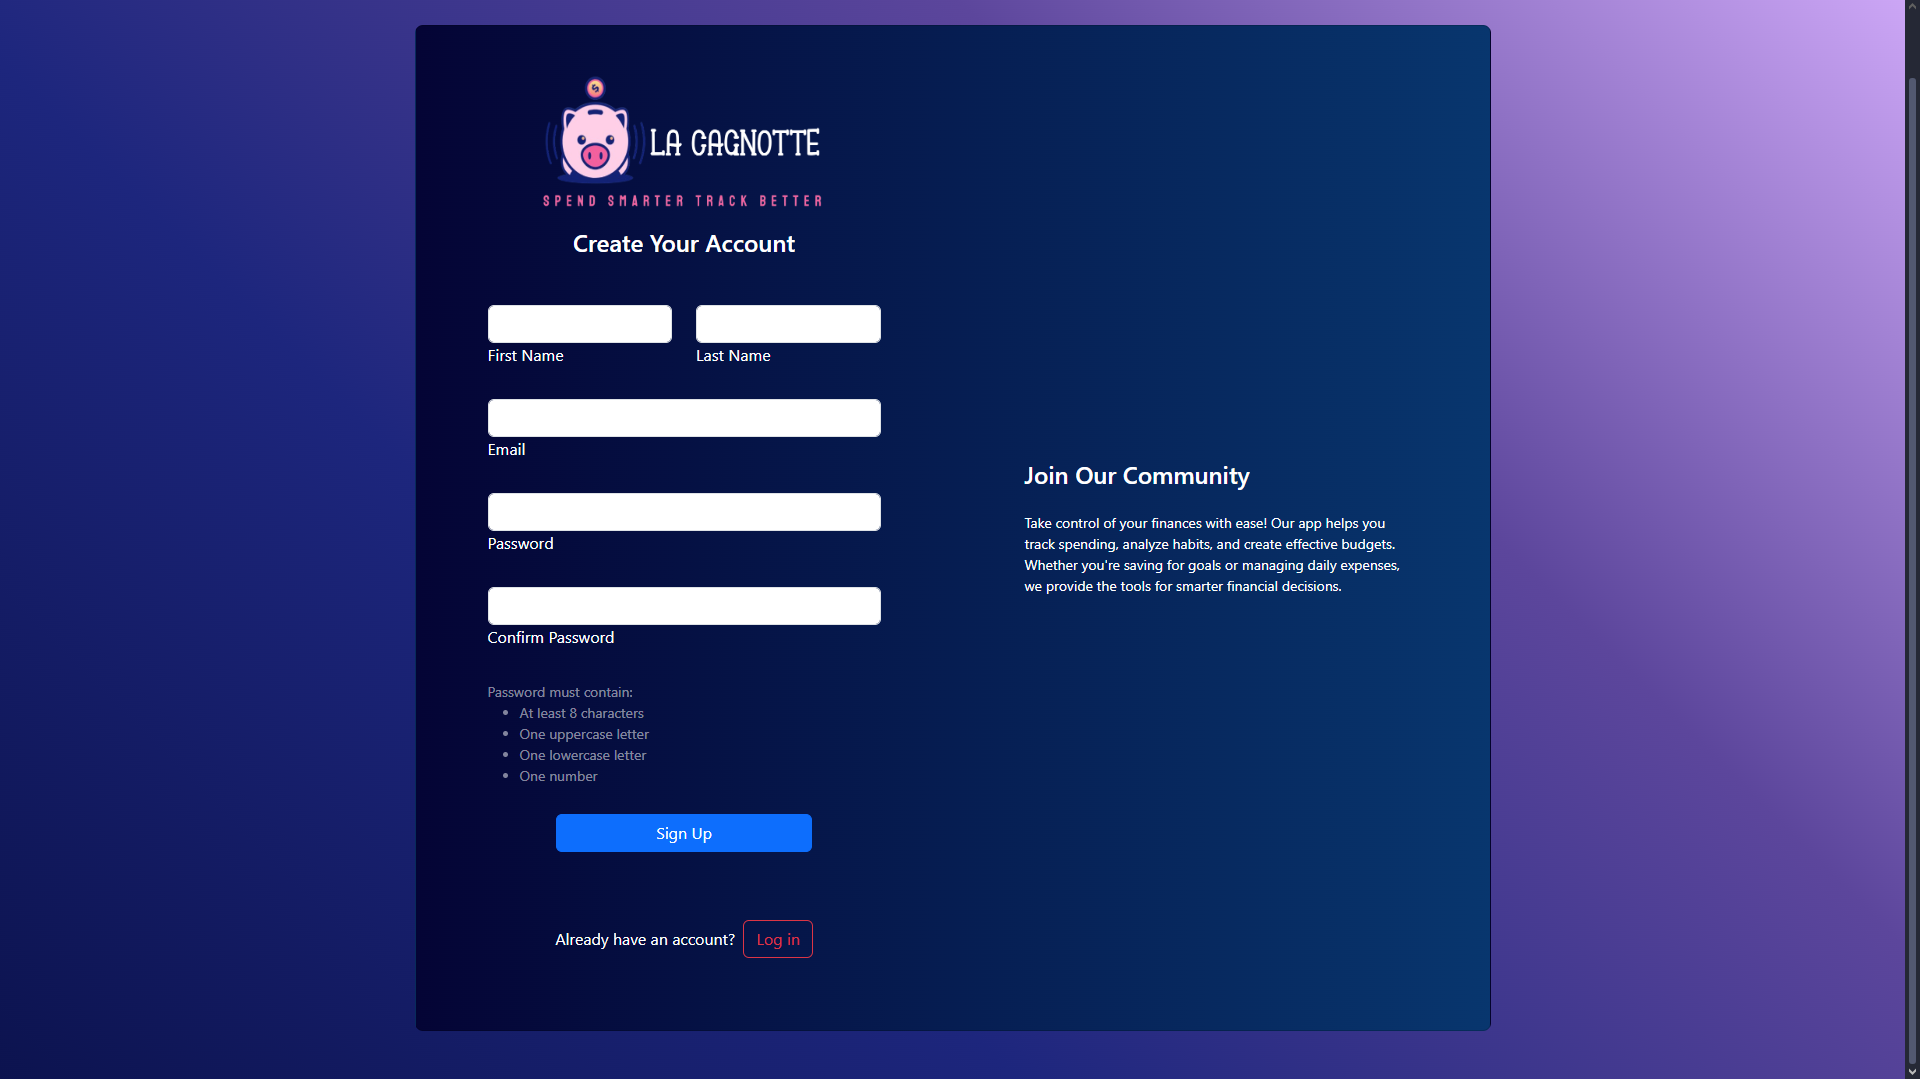 LA CAGNOTTE
SPEND SMARTER TRACK BETTER
Create Your Account
First Name
Last Name
Email
Password
Confirm Password
Password must contain:
At least 8 characters
One uppercase letter
One lowercase letter
One number
Sign Up
Already have an account? Log in
Join Our Community
Take control of your finances with ease! Our app helps you
track spending, analyze habits, and create effective budgets.
Whether you're saving for goals or managing daily expenses,
we provide the tools for smarter financial decisions.